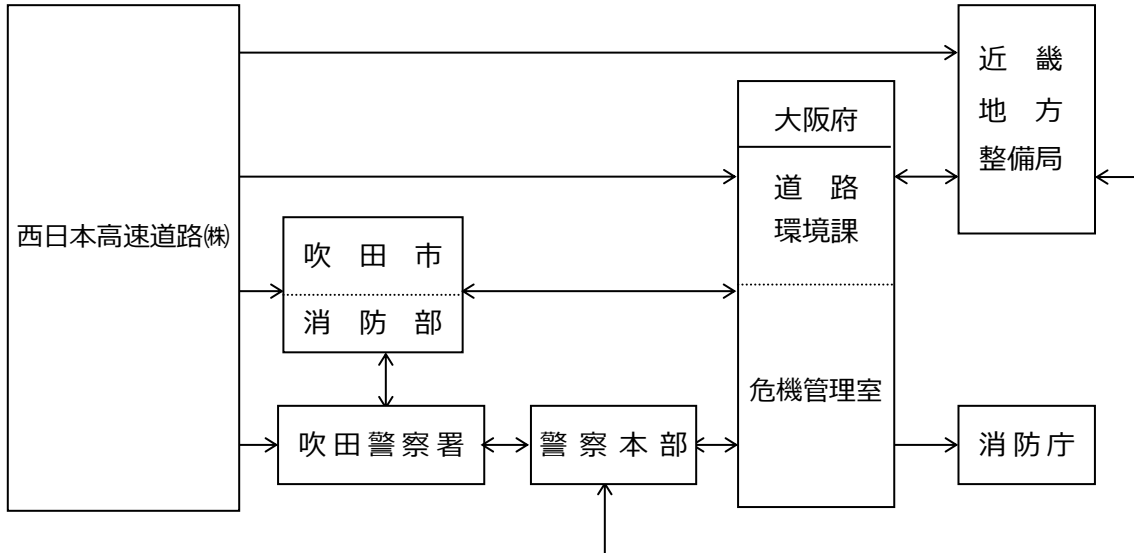 西日本高速道路㈱
吹田市
消防部
吹田警察署
警察本部
大阪府
道路
環境課
危機管理室
近畿
地方
整備局
消防庁